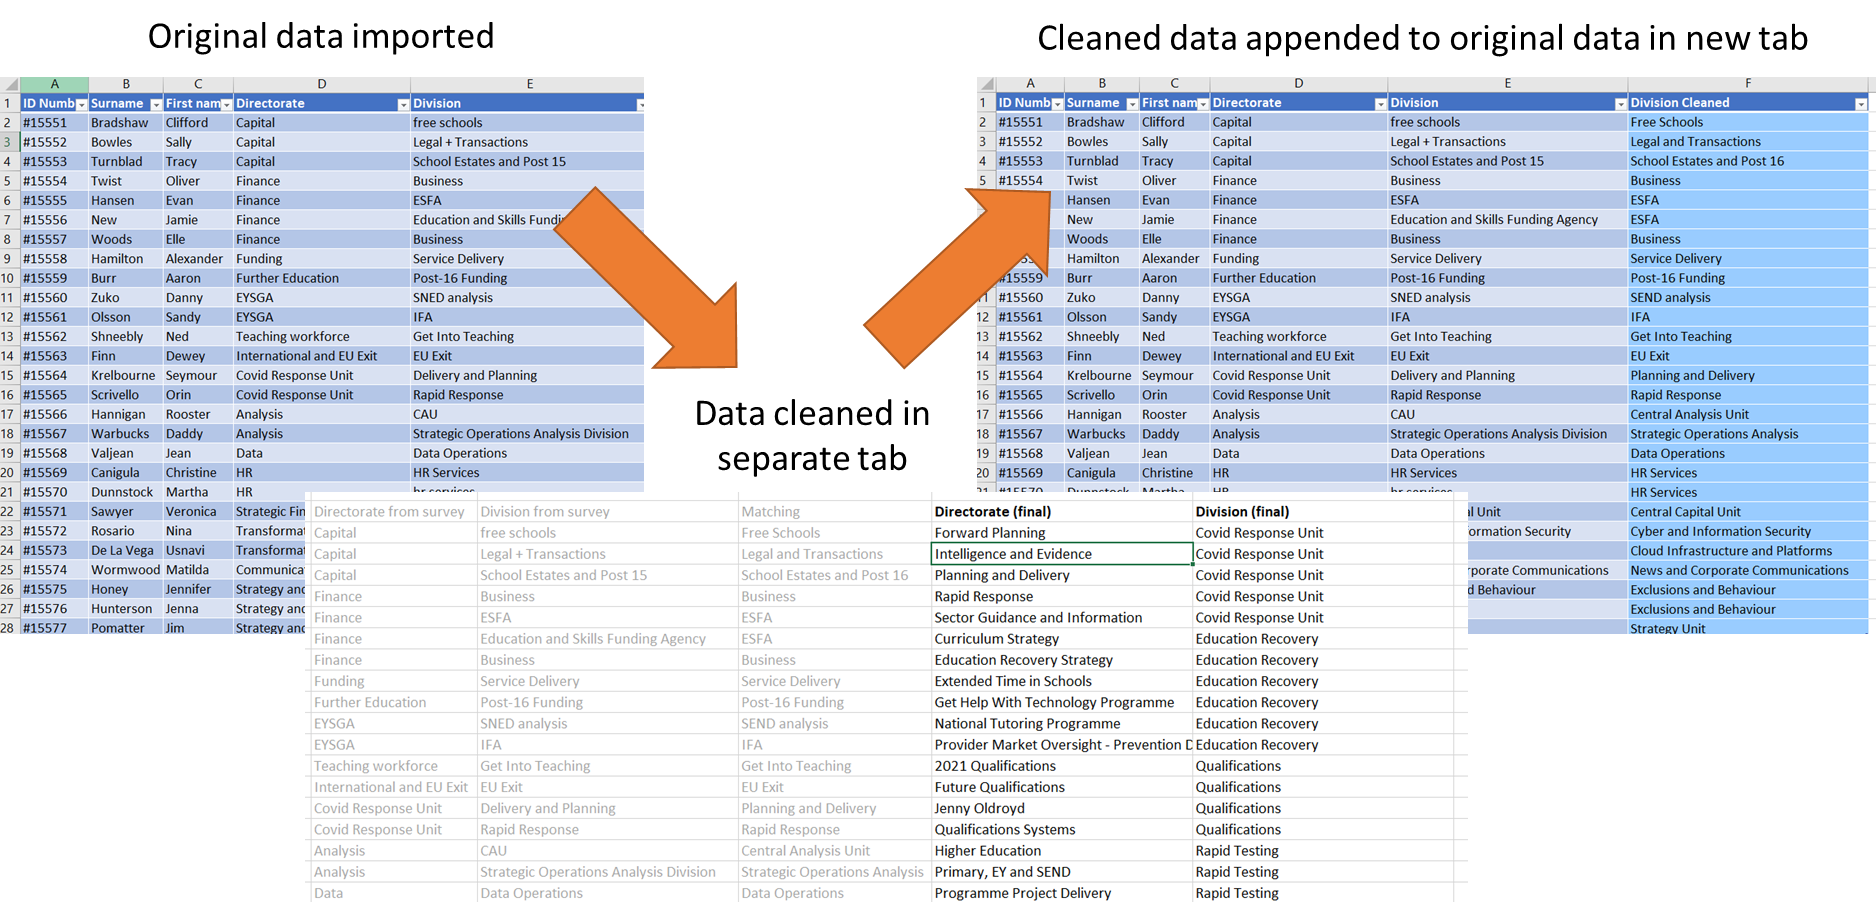 Original data imported
Cleaned data appended to original data in new tab
A B C D E
1 ID Numb Surname First nam Directorate Division
2 #15551 Bradshaw Clifford Capital free schools
3 #15552 Bowles Sally Capital Legal + Transactions
4 #15553 Turnblad Tracy Capital School Estates and Post 15
5 #15554 Twist Oliver Finance Business
6 #15555 Hansen Evan Finance ESFA
7 #15556 New Jamie Finance Education and Skills Fundi
8 #15557 Woods Elle Finance Business
9 #15558 Hamilton Alexander Funding Service Delivery
10 #15559 Burr Aaron Further Education Post-16 Funding
11 #15560 Zuko Danny EYSGA SNED analysis
12 #15561 Olsson Sandy EYSGA IFA
13 #15562 Shneebly Ned Teaching workforce Get Into Teaching
14 #15563 Finn Dewey International and EU Exit EU Exit
15 #15564 Krelbourne Seymour Covid Response Unit Delivery and Planning
16 #15565 Scrivello Orin Covid Response Unit Rapid Response
17 #15566 Hannigan Rooster Analysis CAU
18 #15567 Warbucks Daddy Analysis Strategic Operations Analysis Division
19 #15568 Valjean Jean Data Data Operations
20 #15569 Canigula Christine HR HR Services
21 #15570 Dunnstock Martha HR hr services
22 #15571 Sawyer Veronica Strategic Fin
23 #15572 Rosario Nina Transformat
24 #15573 De La Vega Usnavi Transformat
25 #15574 Wormwood Matilda Communica
26 #15575 Honey Jennifer Strategy and
27 #15576 Hunterson Jenna Strategy and
28 #15577 Pomatter Jim Strategy and
A B C D E F
1 ID Numb Surname First nam Directorate Division Division Cleaned
2 #15551 Bradshaw Clifford Capital free schools Free Schools
3 #15552 Bowles Sally Capital Legal + Transactions Legal and Transactions
4 #15553 Turnblad Tracy Capital School Estates and Post 15 School Estates and Post 16
5 #15554 Twist Oliver Finance Business Business
Hansen Evan Finance ESFA ESFA
New Jamie Finance Education and Skills Funding Agency ESFA
Woods Elle Finance Business Business
Hamilton Alexander Funding Service Delivery Service Delivery
#15559 Burr Aaron Further Education Post-16 Funding Post-16 Funding
11 #15560 Zuko Danny EYSGA SNED analysis SEND analysis
12 #15561 Olsson Sandy EYSGA IFA IFA
13 #15562 Shneebly Ned Teaching workforce Get Into Teaching Get Into Teaching
14 #15563 Finn Dewey International and EU Exit EU Exit EU Exit
15 #15564 Krelbourne Seymour Covid Response Unit Delivery and Planning Planning and Delivery
16 #15565 Scrivello Orin Covid Response Unit Rapid Response Rapid Response
17 #15566 Hannigan Rooster Analysis CAU Central Analysis Unit
18 #15567 Warbucks Daddy Analysis Strategic Operations Analysis Division Strategic Operations Analysis
19 #15568 Valjean Jean Data Data Operations Data Operations
20 #15569 Canigula Christine HR HR Services HR Services
21 #15570 Dunnstock Martha HR hr services HR Services
al Unit Central Capital Unit
formation Security Cyber and Information Security
Cloud Infrastructure and Platforms
rporate Communications News and Corporate Communications
d Behaviour Exclusions and Behaviour
Exclusions and Behaviour
Strategy Unit
Data cleaned in
separate tab
Directorate from survey Division from survey Matching Directorate (final) Division (final)
Capital free schools Free Schools Forward Planning Covid Response Unit
Capital Legal + Transactions Legal and Transactions Intelligence and Evidence Covid Response Unit
Capital School Estates and Post 15 School Estates and Post 16 Planning and Delivery Covid Response Unit
Finance Business Business Rapid Response Covid Response Unit
Finance ESFA ESFA Sector Guidance and Information Covid Response Unit
Finance Education and Skills Funding Agency ESFA Curriculum Strategy Education Recovery
Finance Business Business Education Recovery Strategy Education Recovery
Funding Service Delivery Service Delivery Extended Time in Schools Education Recovery
Further Education Post-16 Funding Post-16 Funding Get Help With Technology Programme Education Recovery
EYSGA SNED analysis SEND analysis National Tutoring Programme Education Recovery
EYSGA IFA IFA Provider Market Oversight - Prevention D Education Recovery
Teaching workforce Get Into Teaching Get Into Teaching 2021 Qualifications Qualifications
International and EU Exit EU Exit EU Exit Future Qualifications Qualifications
Covid Response Unit Delivery and Planning Planning and Delivery Jenny Oldroyd Qualifications
Covid Response Unit Rapid Response Rapid Response Qualifications Systems Qualifications
Analysis CAU Central Analysis Unit Higher Education Rapid Testing
Analysis Strategic Operations Analysis Division Strategic Operations Analysis Primary, EY and SEND Rapid Testing
Data Data Operations Data Operations Programme Project Delivery Rapid Testing